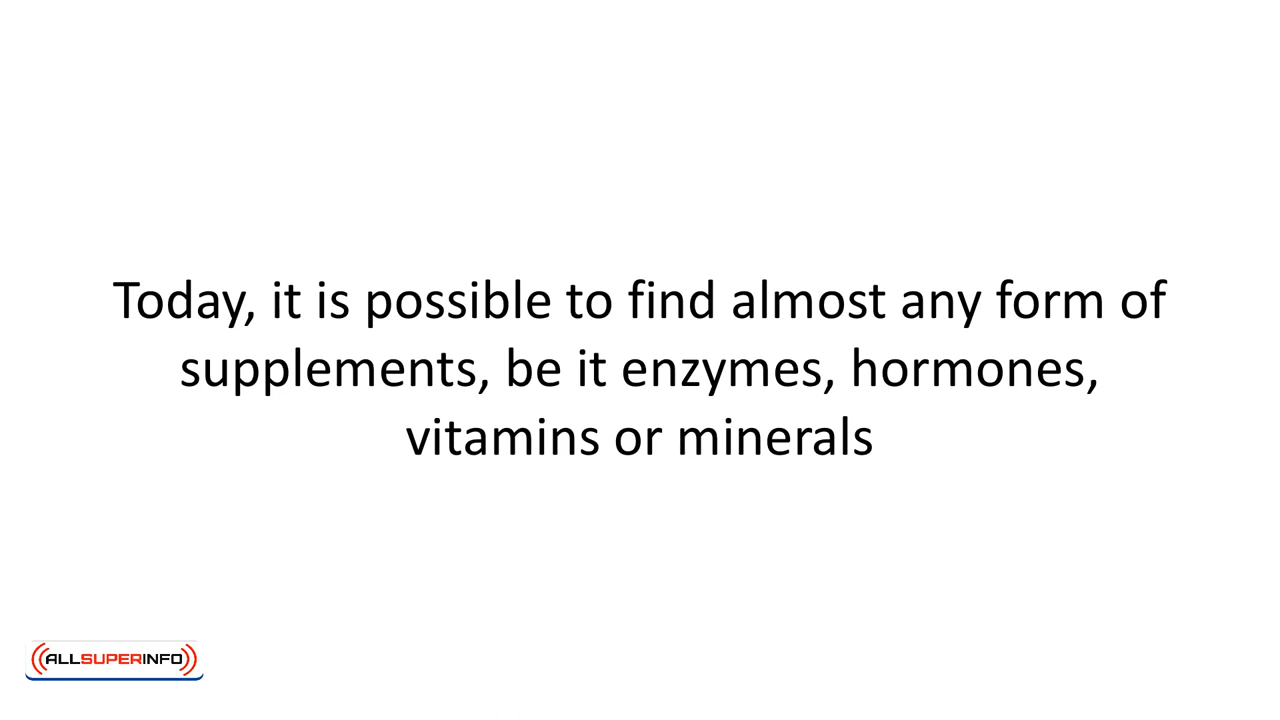 Today, it is possible to find almost any form of
supplements, be it enzymes, hormones,
vitamins or minerals
ALLSUPERINFO